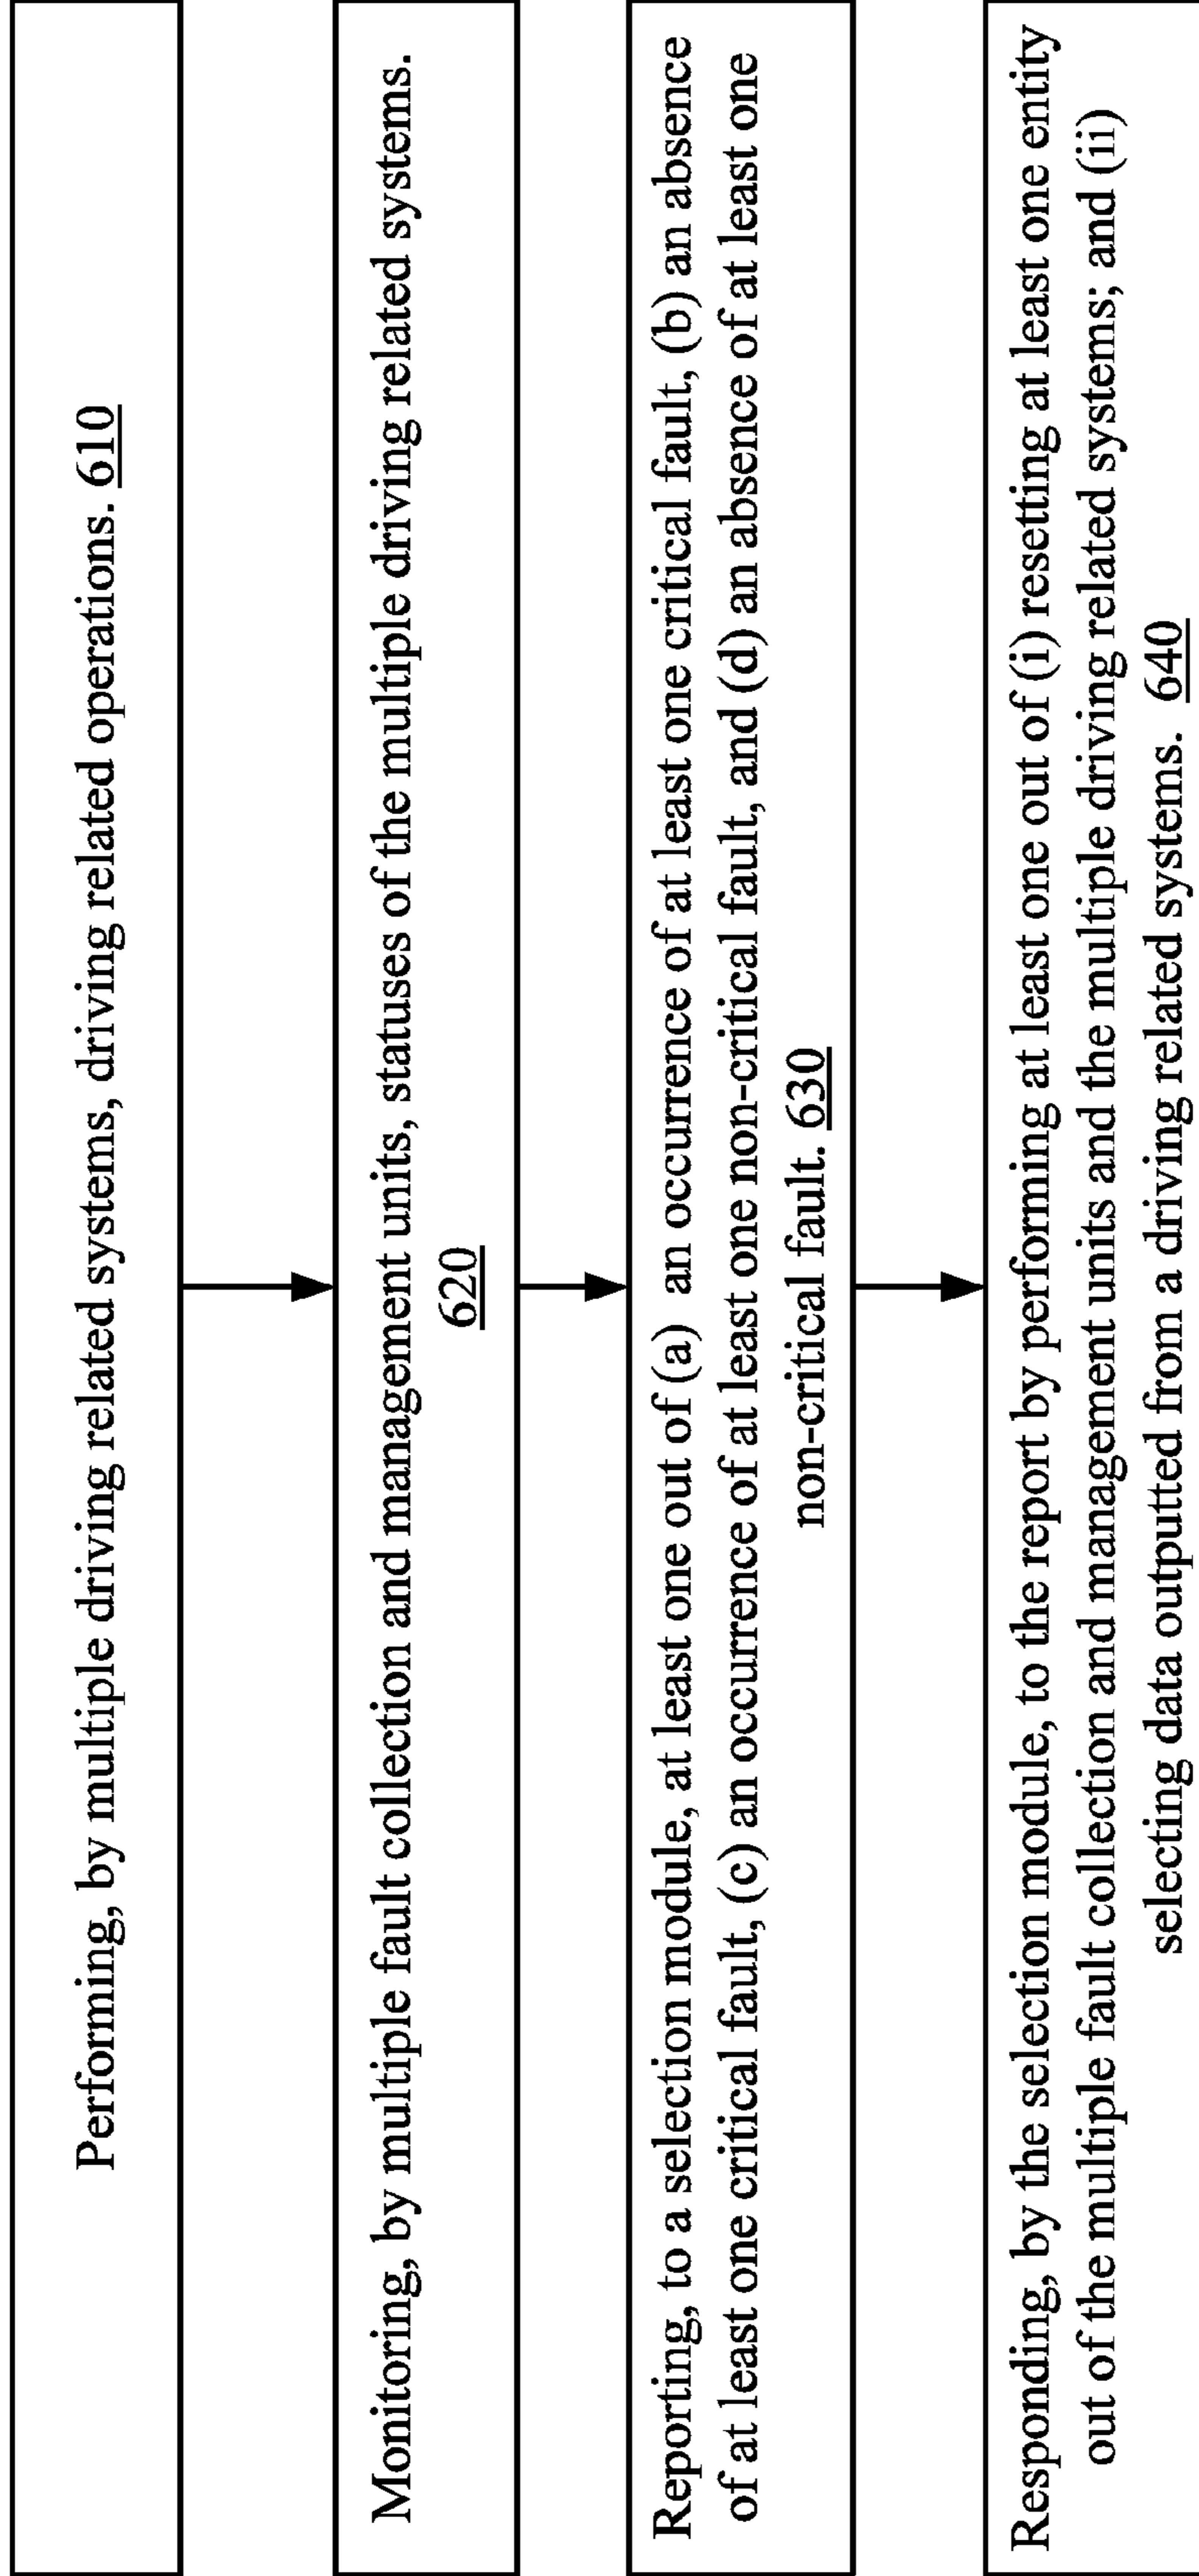 Performing, by multiple driving related systems, driving related operations. 610
Monitoring, by multiple fault collection and management units, statuses of the multiple driving related systems.
620
Reporting, to a selection module, at least one out of (a) an occurrence of at least one critical fault, (b) an absence
of at least one critical fault, (c) an occurrence of at least one non-critical fault, and (d) an absence of at least one
non-critical fault. 630
Responding, by the selection module, to the report by performing at least one out of (i) resetting at least one entity
out of the multiple fault collection and management units and the multiple driving related systems; and (ii)
selecting data outputted from a driving related systems. 640